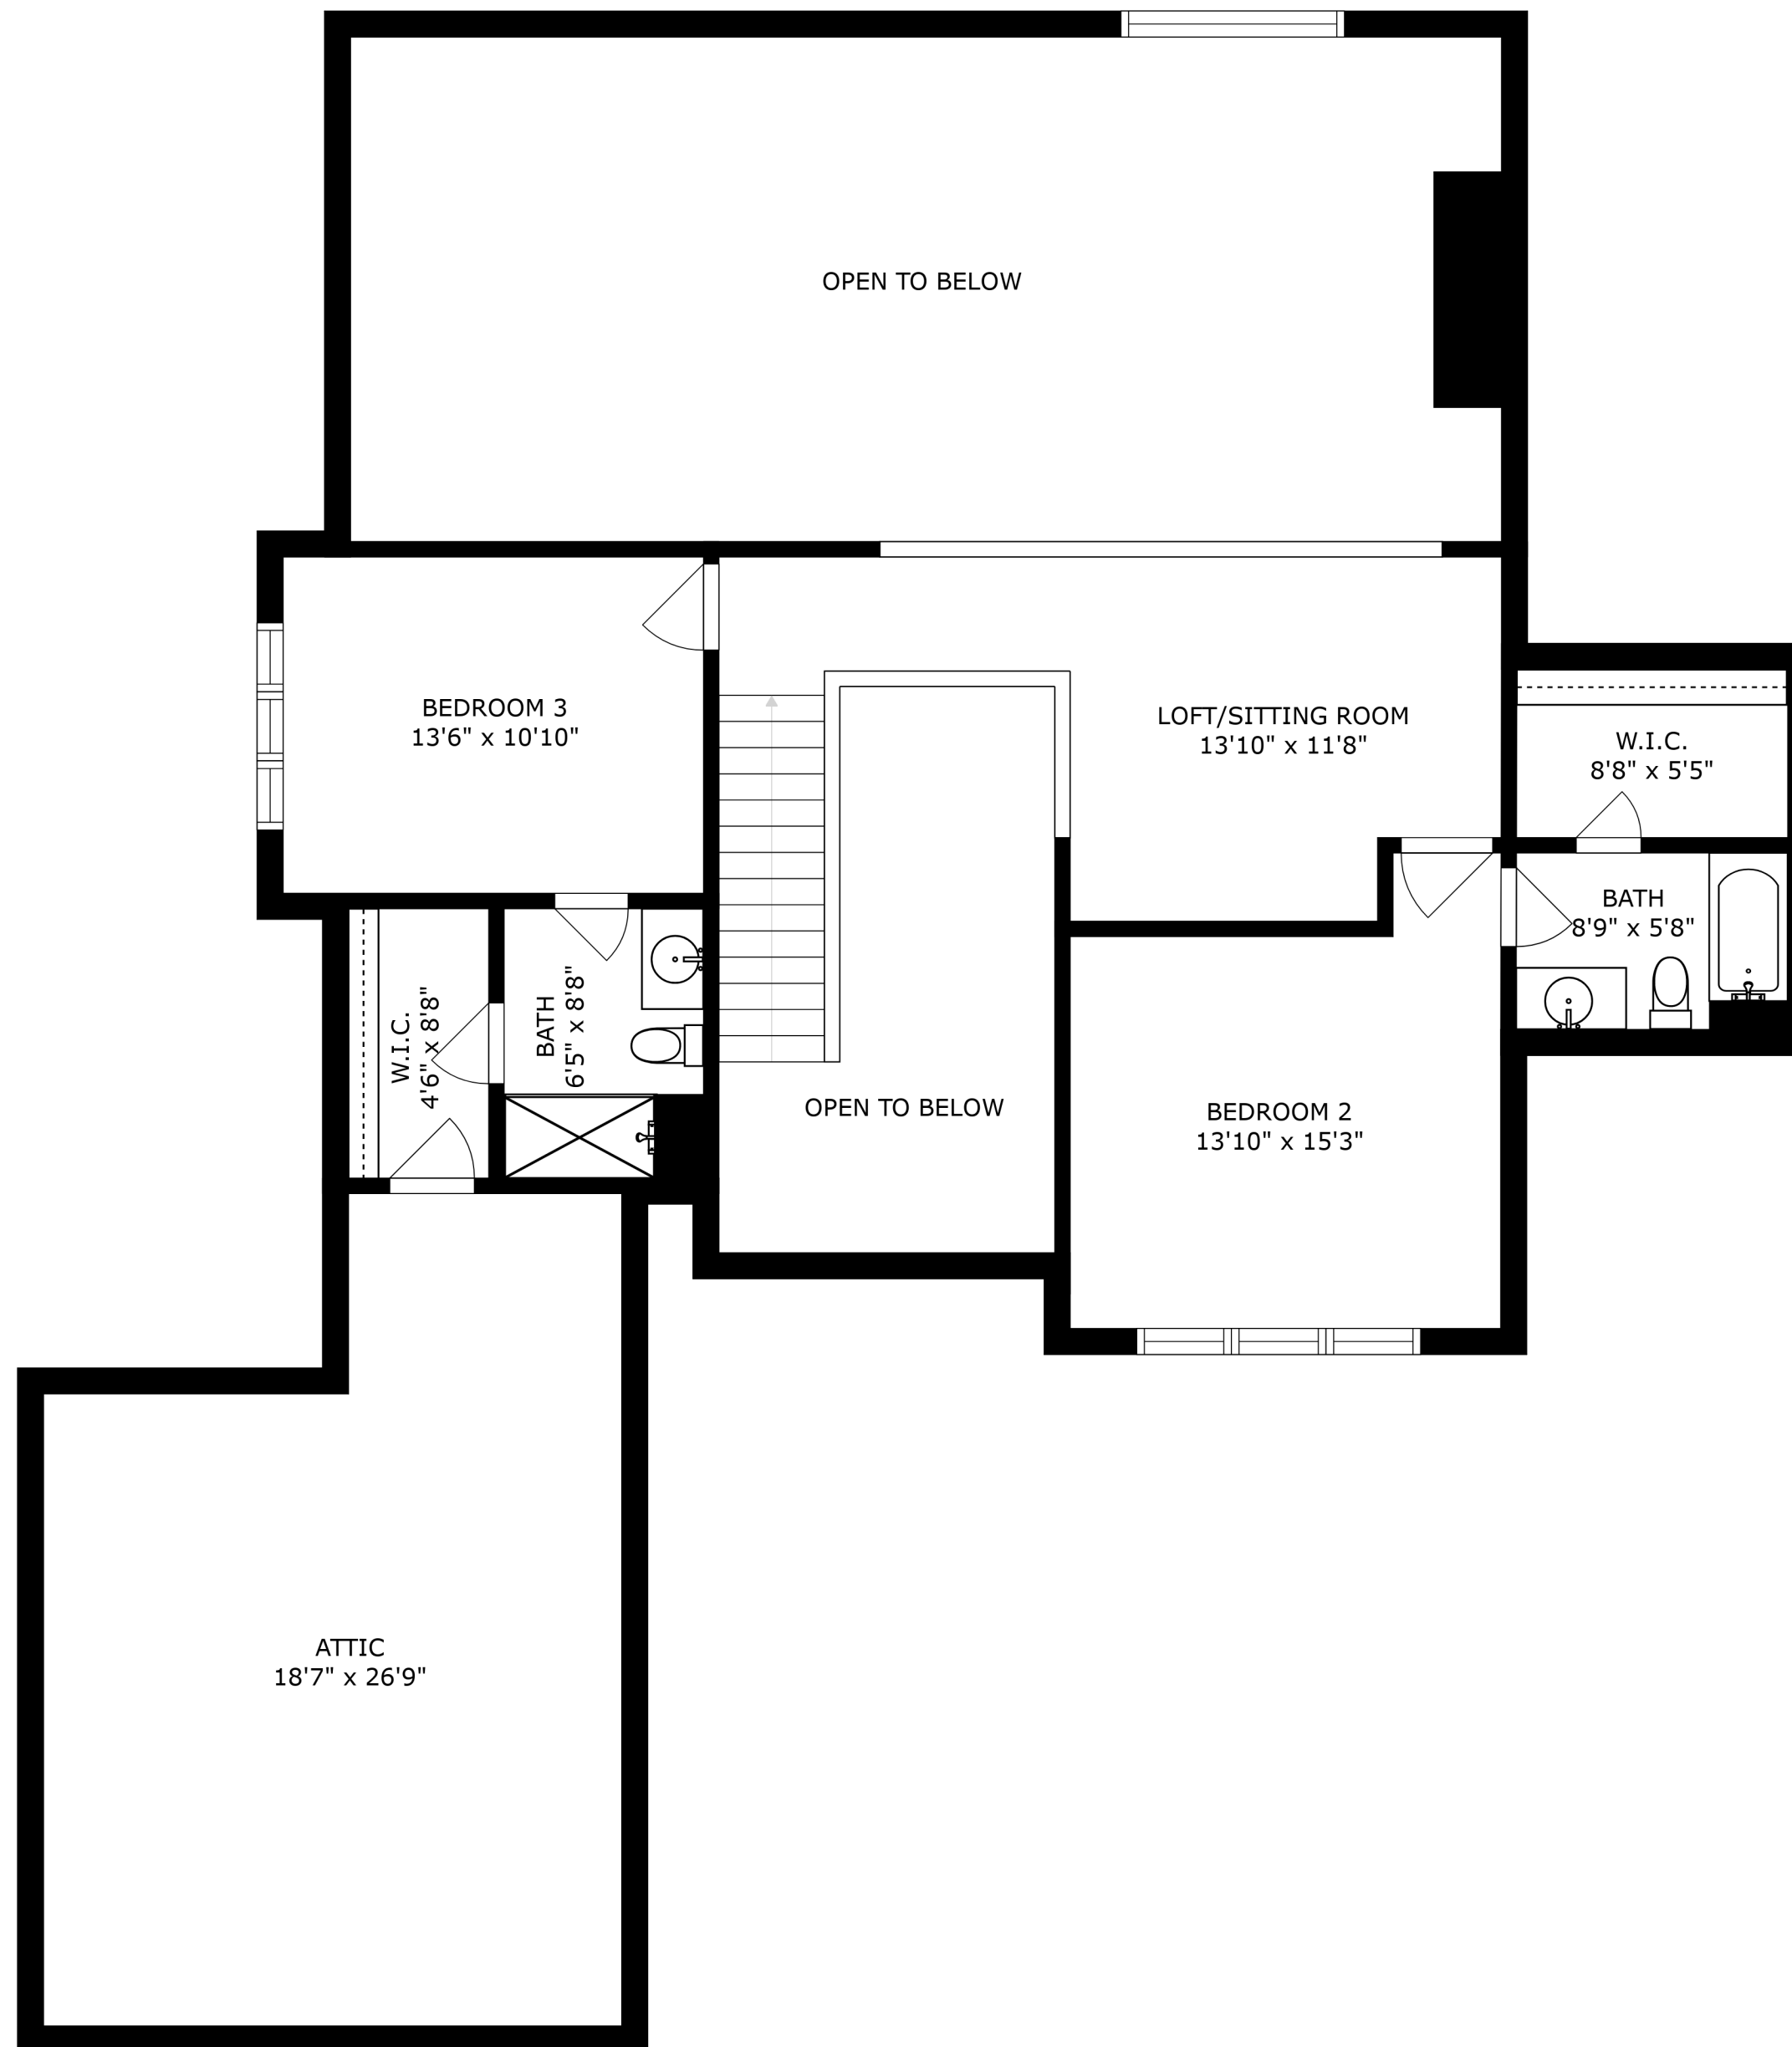 OPEN TO BELOW
BEDROOM 3
13'6" x 10'10"
LOFT/SITTING ROOM
13'10" x 11'8"
W.I.C.
8'8" x 5'5"
BATH
8'9" x 5'8"
W.I.C.
4'6" x 8'8"
BATH
6'5" x 8'8"
OPEN TO BELOW
BEDROOM 2
13'10" x 15'3"
ATTIC
18'7" x 26'9"